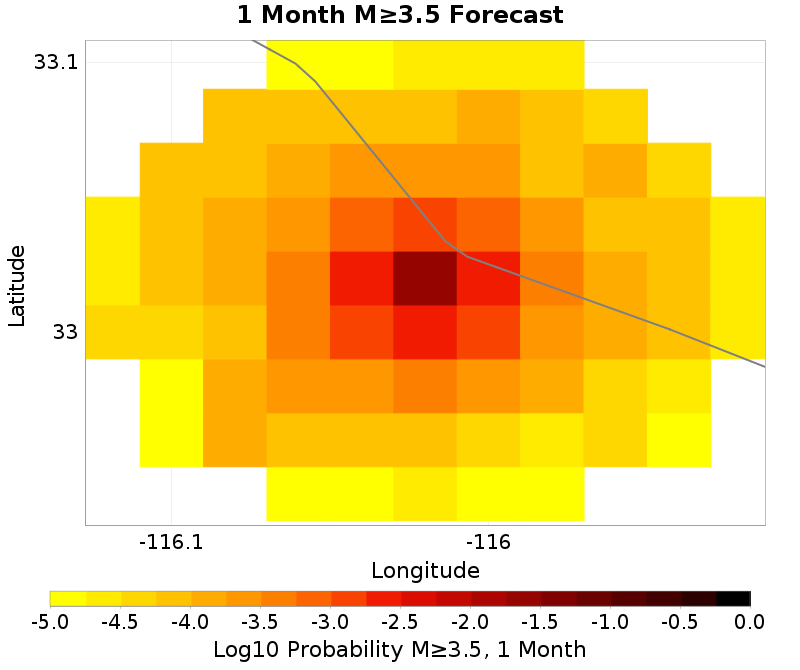 1 Month M≥3.5 Forecast
33.1
33
Latitude
-116.1 -116
Longitude
-5.0 -4.5 -4.0 -3.5 -3.0 -2.5 -2.0 -1.5 -1.0 -0.5 0.0
Log10 Probability M≥3.5, 1 Month